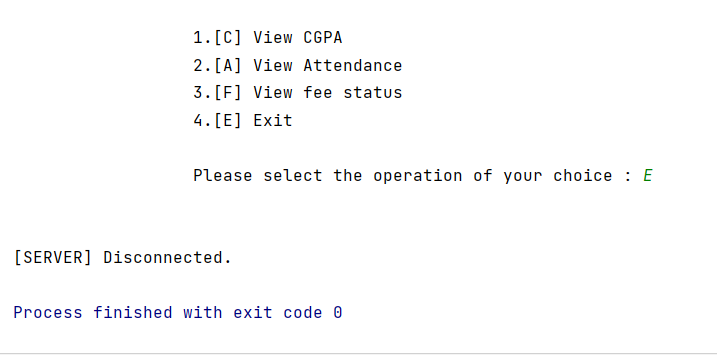 1.[C] View CGPA
2.[A] View Attendance
3.[F] View fee status
4.[E] Exit
Please select the operation of your choice : E
[SERVER] Disconnected.
Process finished with exit code 0